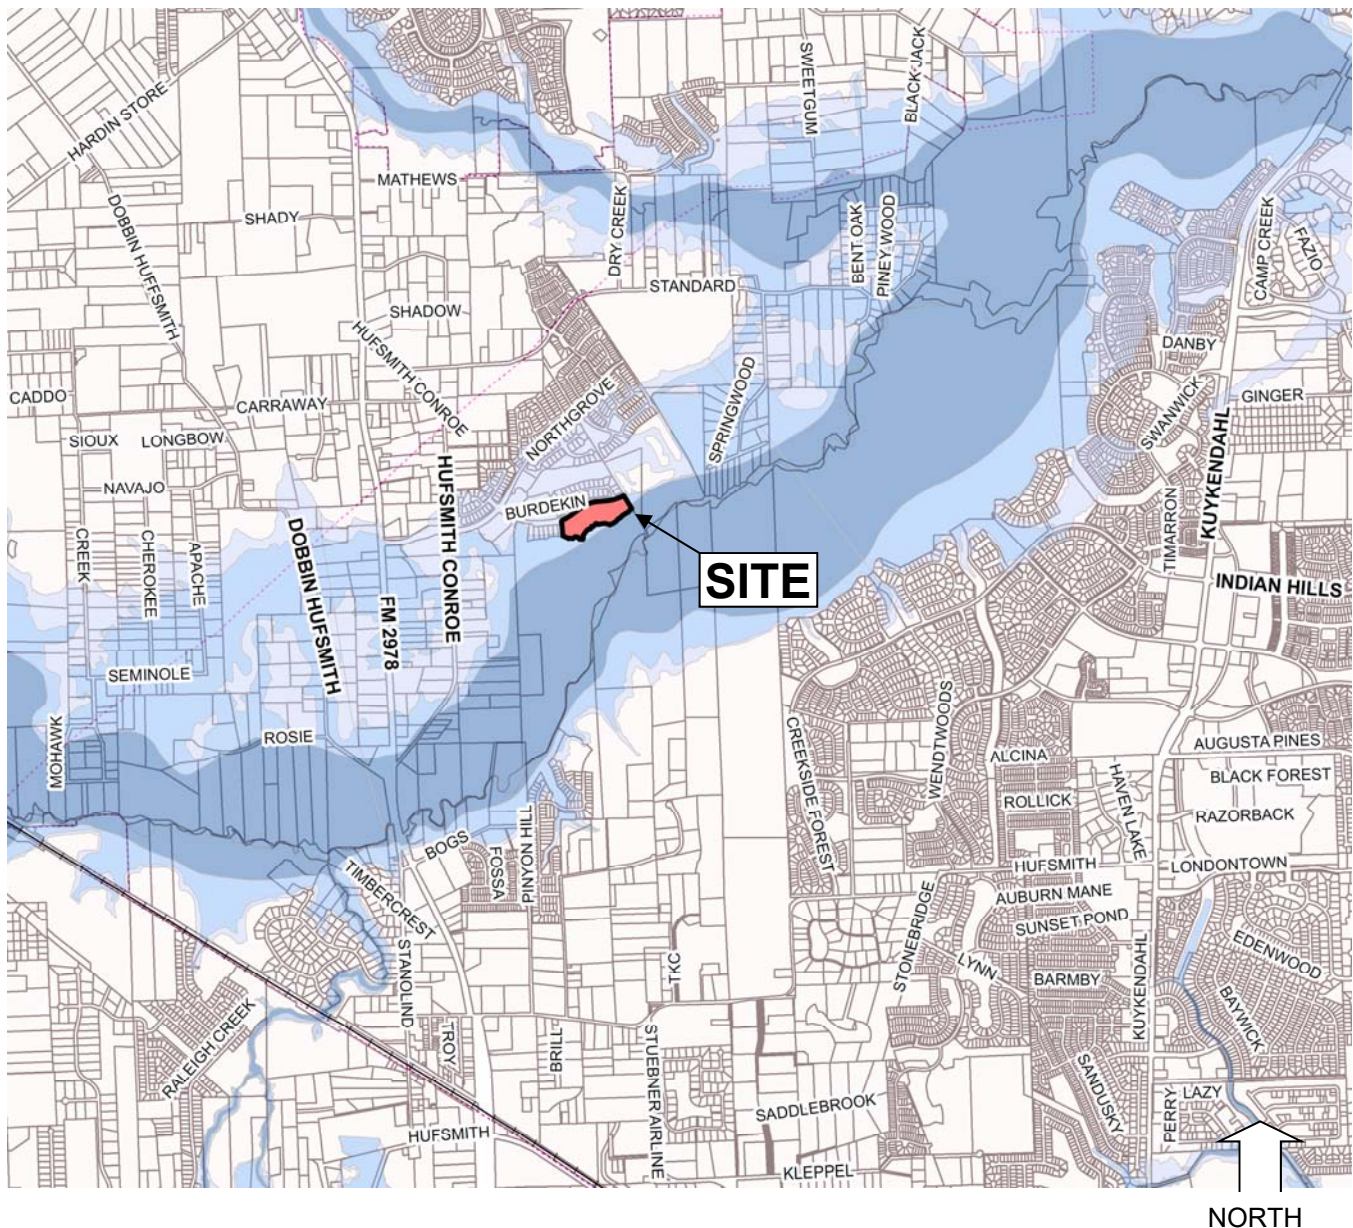 SWEETGUM
BLACK JACK
HARDIN STORE
MATHEWS
DOBBIN HUFFSMITH
SHADY
DRY CREEK
BENT OAK
PINEY WOOD
CAMP CREEK
FAZIO
STANDARD
SHADOW
HUFSMITH CONROE
DANBY
SPRINGWOOD
SWANWICK
CADDO
CARRAWAY
NORTHGROVE
KUYKENDAHL
GINGER
SIOUX
LONGBOW
NAVAJO
HUFSMITH CONROE
BURDEKIN
TIMARRON
CREEK
CHEROKEE
APACHE
DOBBIN HUFSMITH
FM 2978
SITE
INDIAN HILLS
SEMINOLE
MOHAWK
ROSIE
CREEKSIDE FOREST
WENDTWOODS
ALCINA
AUGUSTA PINES
BLACK FOREST
ROLLICK
HAVEN LAKE
RAZORBACK
BOGS
FOSSA
PINYON HILL
HUFSMITH
LONDONTOWN
TIMBERCREST
STONEBRIDGE
AUBURN MANE
SUNSET POND
EDENWOOD
STANOLIND
TKC
LYNN
BARMBY
KUYKENDAHL
BAYWICK
RALEIGH CREEK
TROY
BRILL
STUEBNER AIRLINE
SANDUSKY
PERRY
LAZY
SADDLEBROOK
HUFSMITH
KLEPPEL
NORTH